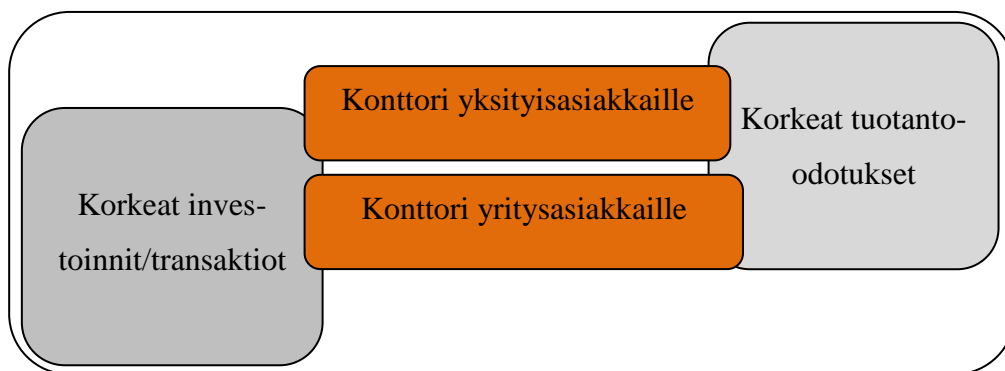 Konttori yksityisasiakkaille
Korkeat tuotanto-
odotukset
Konttori yritysasiakkaille
Korkeat inves-
toinnit/transaktiot